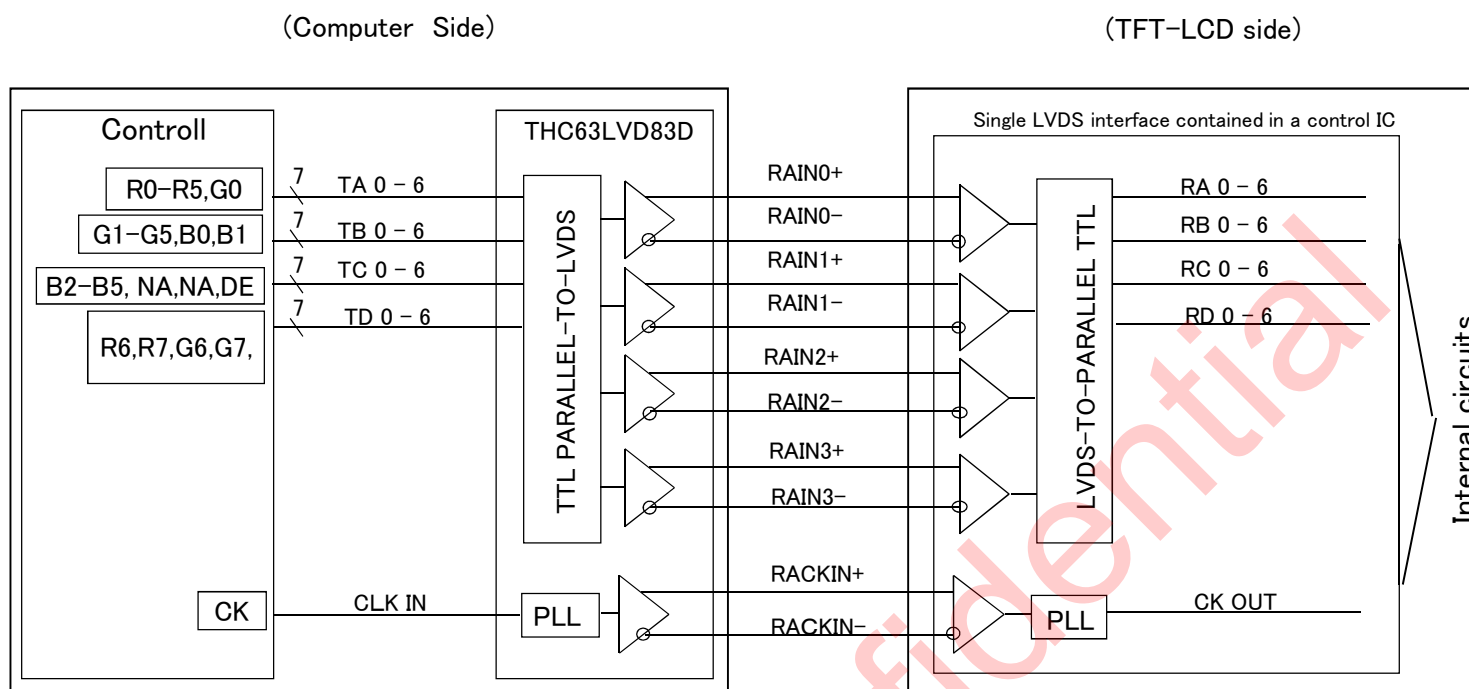 (Computer Side)
(TFT-LCD side)
Controll
THC63LVD83D
Single LVDS interface contained in a control IC
R0-R5,G0
7
TA 0 - 6
RAIN0+
RA 0 - 6
G1-G5,B0,B1
7
TB 0 - 6
RAIN0-
RB 0 - 6
B2-B5, NA,NA,DE
7
TC 0 - 6
RAIN1+
RC 0 - 6
R6,R7,G6,G7,
7
TD 0 - 6
RAIN1-
RD 0 - 6
TTL PARALLEL-TO-LVDS
RAIN2+
RAIN2-
RAIN3+
RAIN3-
LVDS-TO-PARALLEL TTL
Internal circuits
CK
CLK IN
PLL
RACKIN+
RACKIN-
PLL
CK OUT